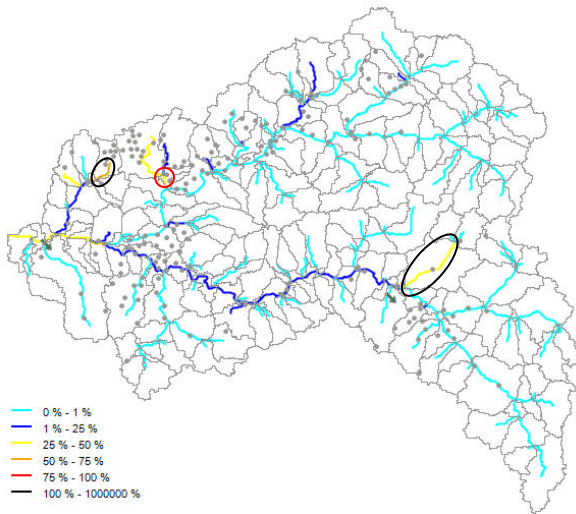 0 % - 1 %
1 % - 25 %
25 % - 50 %
50 % - 75 %
75 % - 100 %
100 % - 1000000 %